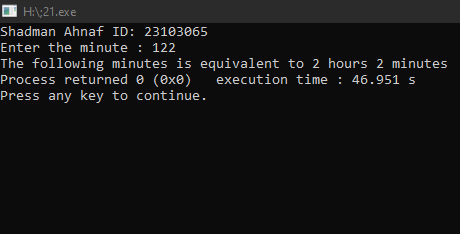 H:\;21.exe
Shadman Ahnaf ID: 23103065
Enter the minute : 122
The following minutes is equivalent to 2 hours 2 minutes
Process returned 0 (0x0)   execution time : 46.951 s
Press any key to continue.